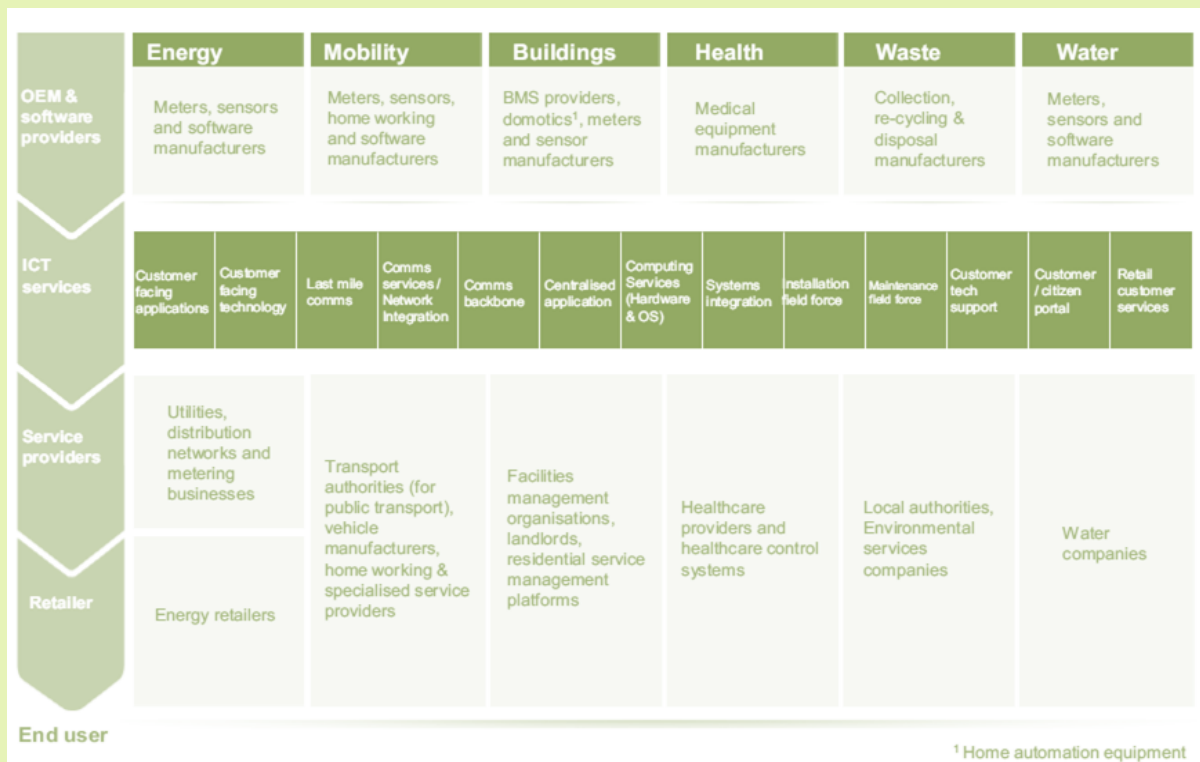 Energy
Mobility
Buildings
Health
Waste
Water
OEM &
software
providers
Meters, sensors
and software
manufacturers
Meters, sensors,
home working
and software
manufacturers
BMS providers,
domotics¹, meters
and sensor
manufacturers
Medical
equipment
manufacturers
Collection,
re-cycling &
disposal
manufacturers
Meters,
sensors and
software
manufacturers
ICT
services
Customer
facing
applications
Customer
facing
technology
Last mile
comms
Comms
services /
Network
Integration
Comms
backbone
Centralised
application
Computing
Services
(Hardware
& OS)
Systems
integration
Installation
field force
Maintenance
field force
Customer
tech
support
Customer
/ citizen
portal
Retail
customer
services
Service
providers
Utilities,
distribution
networks and
metering
businesses
Transport
authorities (for
public transport),
vehicle
manufacturers,
home working &
specialised service
providers
Facilities
management
organisations,
landlords,
residential service
management
platforms
Healthcare
providers and
healthcare control
systems
Local authorities,
Environmental
services
companies
Water
companies
Retailer
Energy retailers
End user
¹ Home automation equipment